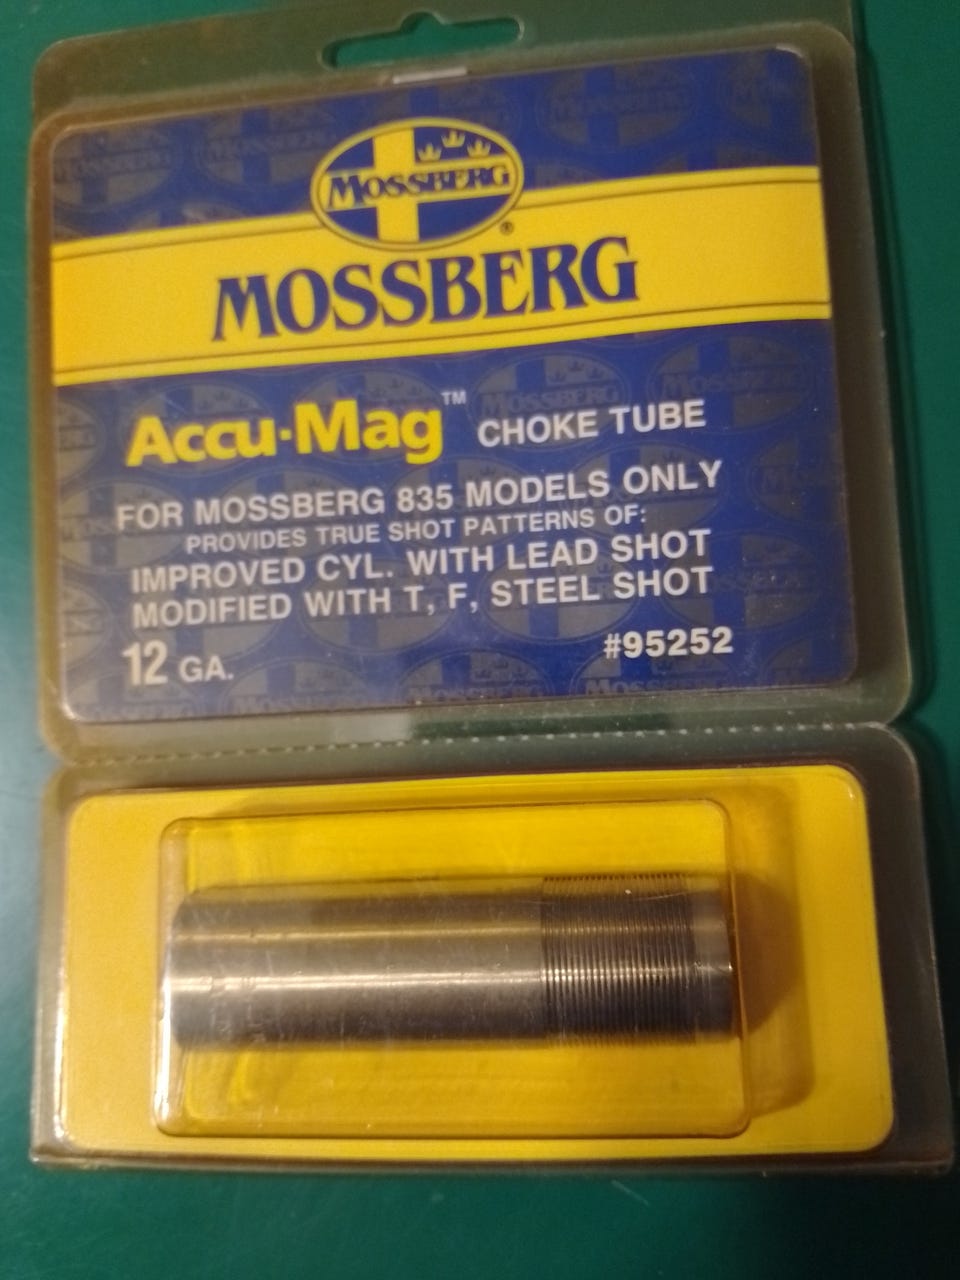 MOSSBERG
®
MOSSBERG
Accu·Mag™ CHOKE TUBE
FOR MOSSBERG 835 MODELS ONLY
PROVIDES TRUE SHOT PATTERNS OF:
IMPROVED CYL. WITH LEAD SHOT
MODIFIED WITH T, F, STEEL SHOT
12 GA. #95252